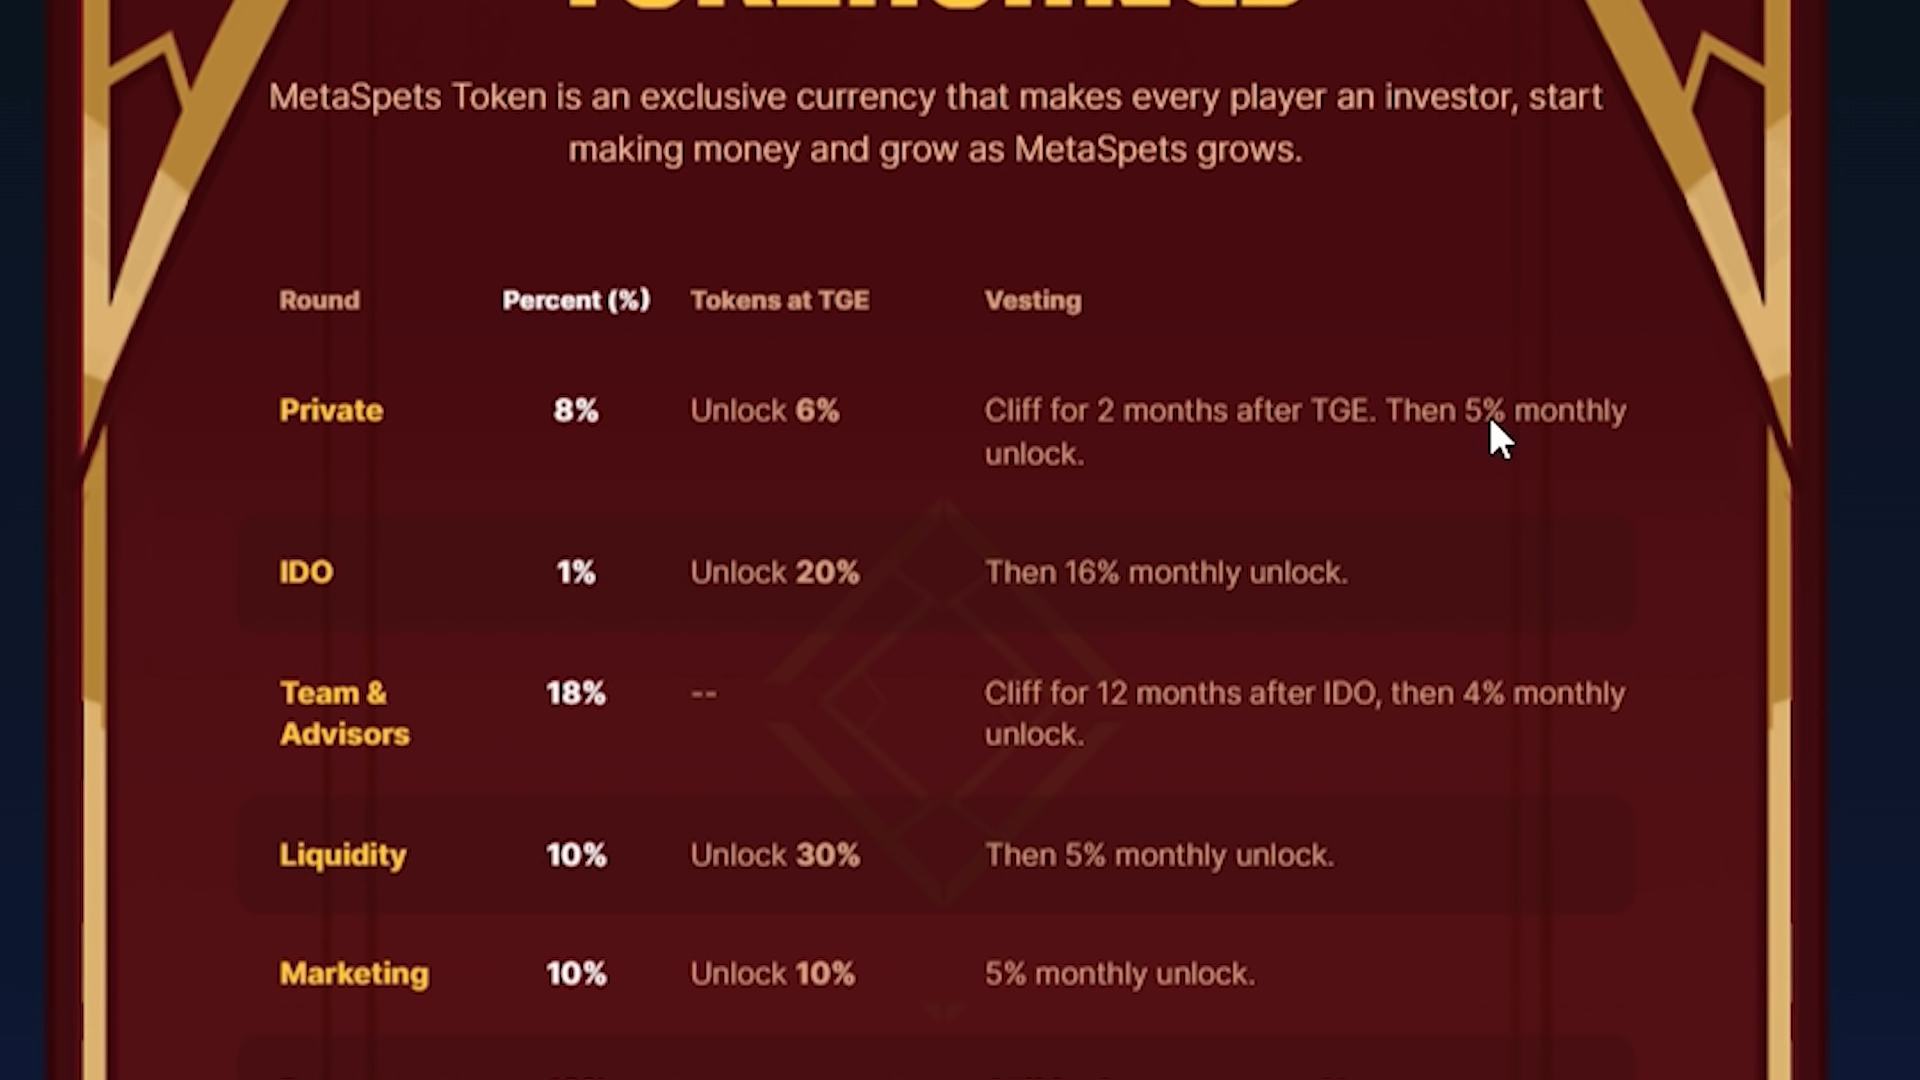 MetaSpets Token is an exclusive currency that makes every player an investor, start
making money and grow as MetaSpets grows.
Round Percent (%) Tokens at TGE Vesting
Private 8% Unlock 6% Cliff for 2 months after TGE. Then 5% monthly
unlock.
IDO 1% Unlock 20% Then 16% monthly unlock.
Team & 18% -- Cliff for 12 months after IDO, then 4% monthly
Advisors unlock.
Liquidity 10% Unlock 30% Then 5% monthly unlock.
Marketing 10% Unlock 10% 5% monthly unlock.